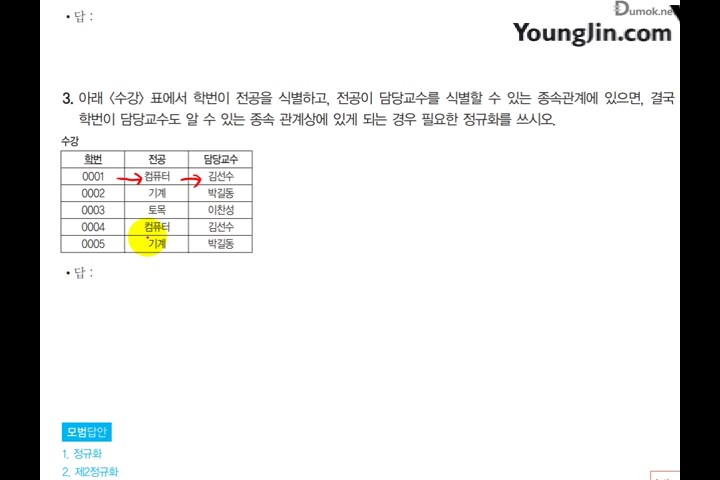 Dumok.net
YoungJin.com
• 답 :
3. 아래 <수강> 표에서 학번이 전공을 식별하고, 전공이 담당교수를 식별할 수 있는 종속관계에 있으면, 결국
학번이 담당교수도 알 수 있는 종속 관계상에 있게 되는 경우 필요한 정규화를 쓰시오.
수강
학번 전공 담당교수
0001 컴퓨터 김선수
0002 기계 박길동
0003 토목 이찬성
0004 컴퓨터 김선수
0005 기계 박길동
• 답 :
모범답안
1. 정규화
2. 제2정규화